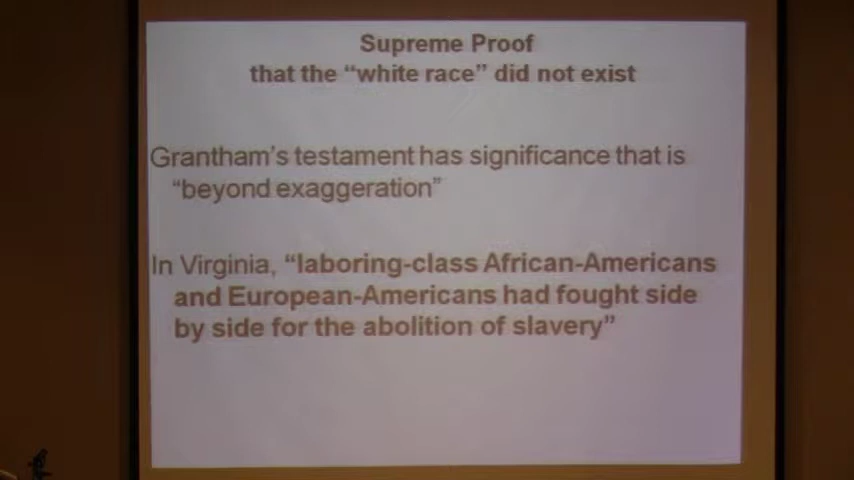 Supreme Proof
that the “white race” did not exist
Grantham’s testament has significance that is
“beyond exaggeration”
In Virginia, “laboring-class African-Americans
and European-Americans had fought side
by side for the abolition of slavery”